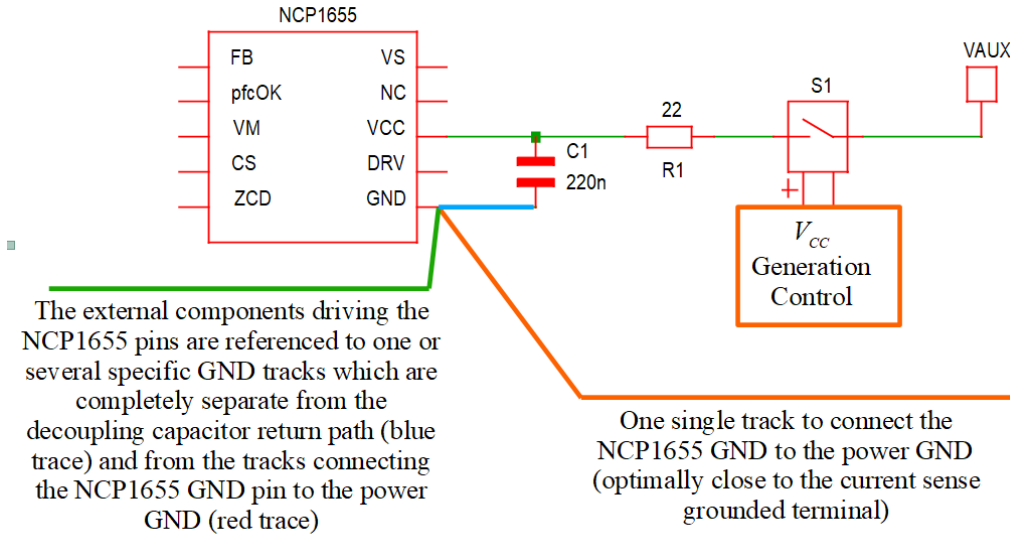 NCP1655
FB
pfcOK
VM
CS
ZCD
VS
NC
VCC
DRV
GND
C1
220n
22
R1
S1
VAUX
+
VCC
Generation
Control
The external components driving the
NCP1655 pins are referenced to one or
several specific GND tracks which are
completely separate from the
decoupling capacitor return path (blue
trace) and from the tracks connecting
the NCP1655 GND pin to the power
GND (red trace)
One single track to connect the
NCP1655 GND to the power GND
(optimally close to the current sense
grounded terminal)